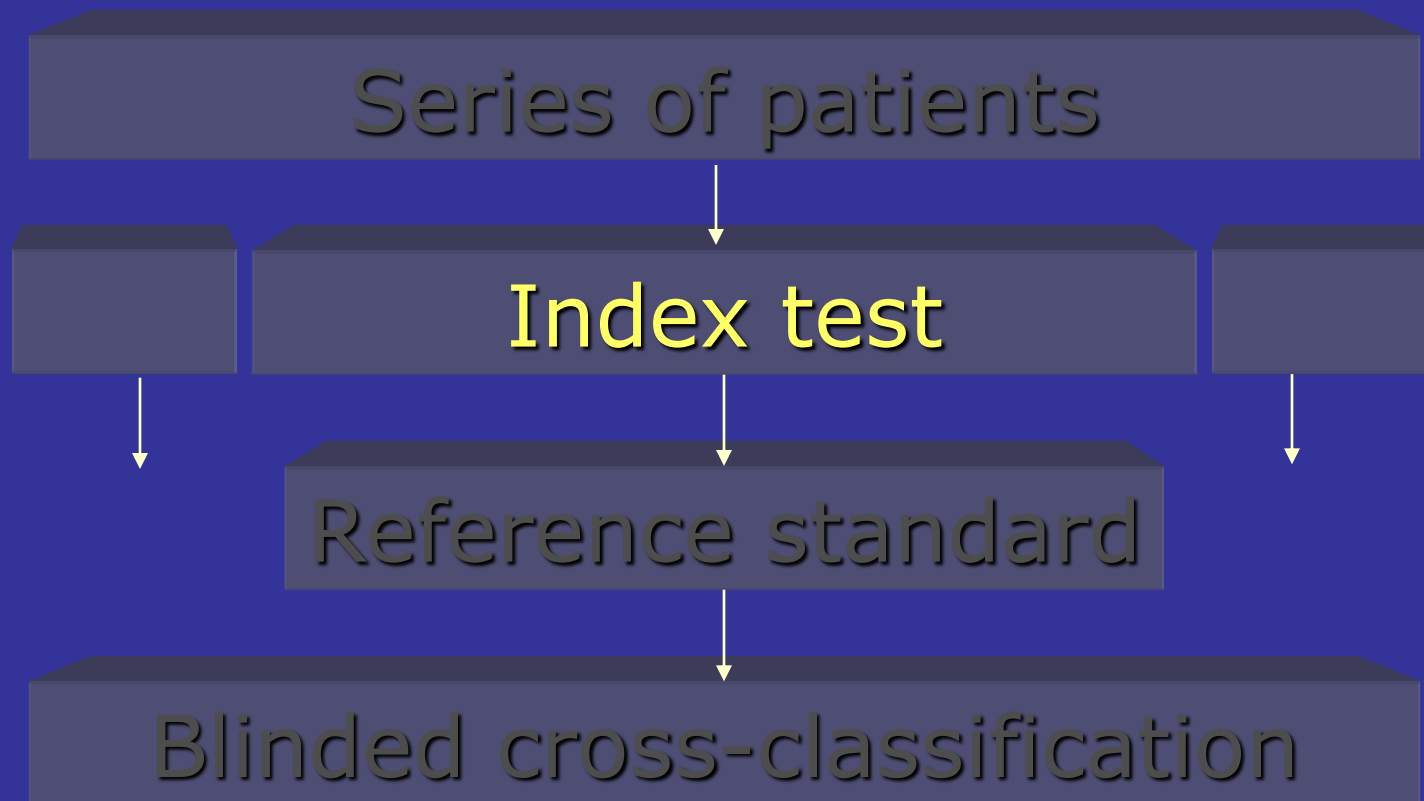 Series of patients
Index test
Reference standard
Blinded cross-classification